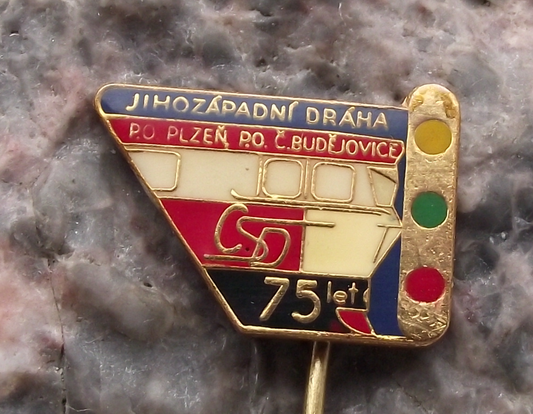 JIHOZÁPADNÍ DRÁHA
P.O PLZEŇ P.O. Č.BUDĚJOVICE
ČSD
75 let